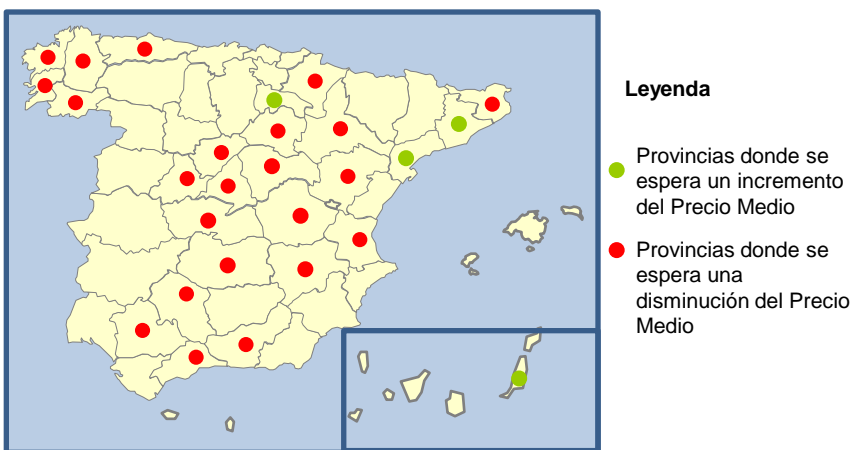 Leyenda
Provincias donde se
espera un incremento
del Precio Medio
Provincias donde se
espera una
disminución del Precio
Medio